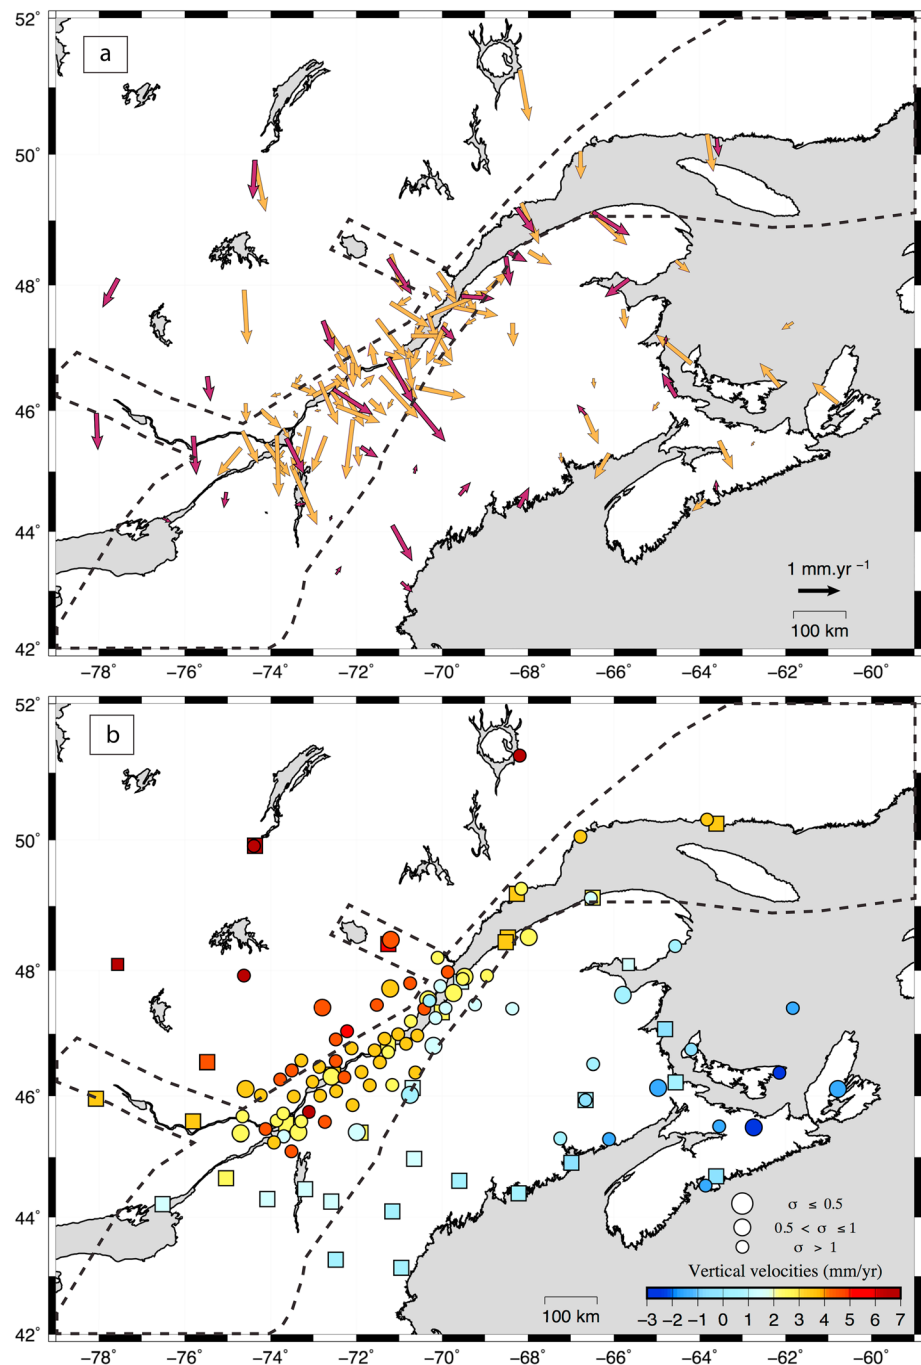 52˚
a
50˚
48˚
46˚
44˚
1 mm.yr −1
100 km
42˚
−78 −76 −74 −72 −70 −68 −66 −64 −62 −60
52˚
b
50˚
48˚
46˚
σ ≤ 0.5
44˚
0.5 < σ ≤ 1
σ > 1
Vertical velocities (mm/yr)
100 km
−3 −2 −1 0 1 2 3 4 5 6 7
42˚
−78 −76 −74 −72 −70 −68 −66 −64 −62 −60